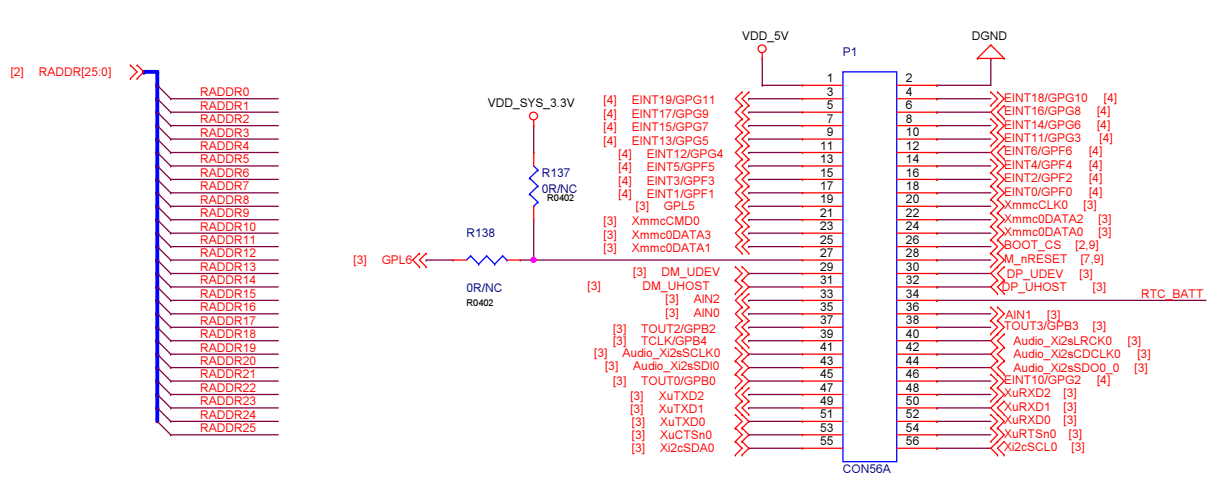 [2] RADDR[25:0]
RADDR0
RADDR1
RADDR2
RADDR3
RADDR4
RADDR5
RADDR6
RADDR7
RADDR8
RADDR9
RADDR10
RADDR11
RADDR12
RADDR13
RADDR14
RADDR15
RADDR16
RADDR17
RADDR18
RADDR19
RADDR20
RADDR21
RADDR22
RADDR23
RADDR24
RADDR25
VDD_SYS_3.3V
R137
0R/NC
R0402
R138
[3] GPL6
0R/NC
R0402
VDD_5V
P1
DGND
1 2
[4] EINT19/GPG11 3 4 EINT18/GPG10 [4]
[4] EINT17/GPG9 5 6 EINT16/GPG8 [4]
[4] EINT15/GPG7 7 8 EINT14/GPG6 [4]
[4] EINT13/GPG5 9 10 EINT11/GPG3 [4]
[4] EINT12/GPG4 11 12 EINT6/GPF6 [4]
[4] EINT5/GPF5 13 14 EINT4/GPF4 [4]
[4] EINT3/GPF3 15 16 EINT2/GPF2 [4]
[4] EINT1/GPF1 17 18 EINT0/GPF0 [4]
[3] GPL5 19 20 XmmcCLK0 [3]
[3] XmmcCMD0 21 22 Xmmc0DATA2 [3]
[3] Xmmc0DATA3 23 24 Xmmc0DATA0 [3]
[3] Xmmc0DATA1 25 26 BOOT_CS [2,9]
27 28 M_nRESET [7,9]
[3] DM_UDEV 29 30 DP_UDEV [3]
[3] DM_UHOST 31 32 DP_UHOST [3]
[3] AIN2 33 34 RTC_BATT
[3] AIN0 35 36 AIN1 [3]
[3] TOUT2/GPB2 37 38 TOUT3/GPB3 [3]
[3] TCLK/GPB4 39 40 Audio_Xi2sLRCK0 [3]
[3] Audio_Xi2sSCLK0 41 42 Audio_Xi2sCDCLK0 [3]
[3] Audio_Xi2sSDI0 43 44 Audio_Xi2sSDO0_0 [3]
[3] TOUT0/GPB0 45 46 EINT10/GPG2 [4]
[3] XuTXD2 47 48 XuRXD2 [3]
[3] XuTXD1 49 50 XuRXD1 [3]
[3] XuTXD0 51 52 XuRXD0 [3]
[3] XuCTSn0 53 54 XuRTSn0 [3]
[3] Xi2cSDA0 55 56 Xi2cSCL0 [3]
CON56A